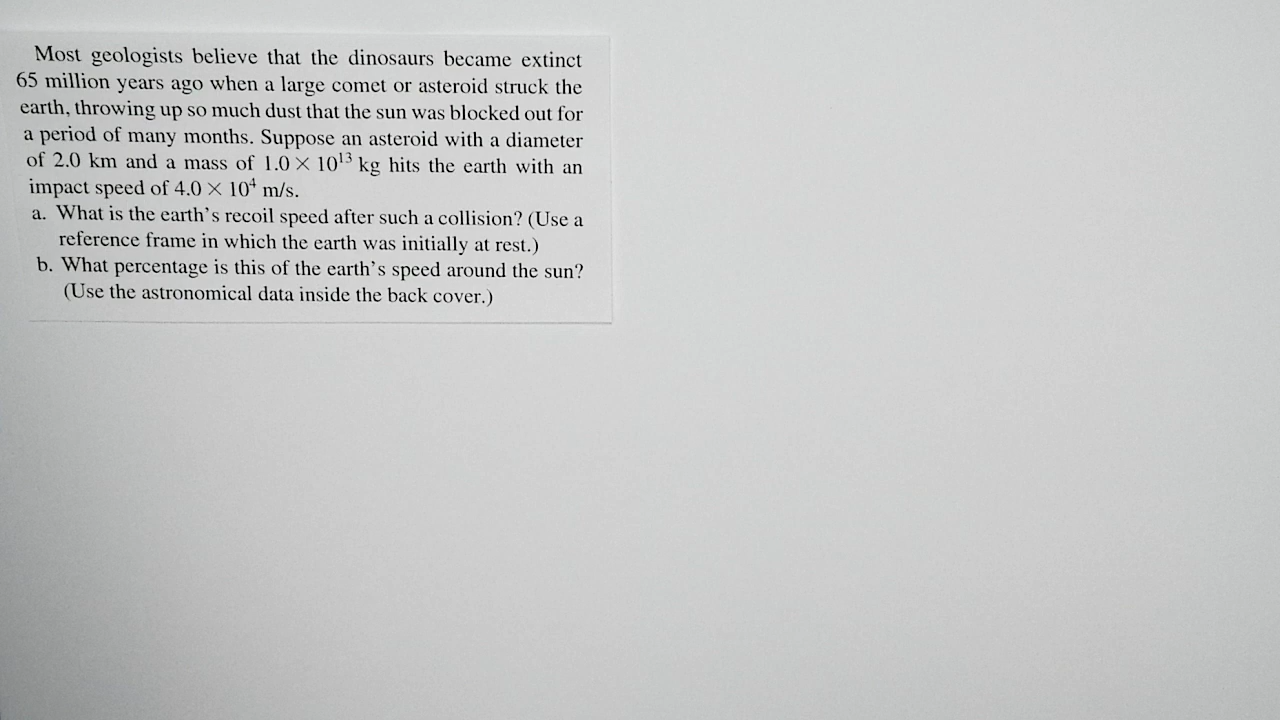 Most geologists believe that the dinosaurs became extinct
65 million years ago when a large comet or asteroid struck the
earth, throwing up so much dust that the sun was blocked out for
a period of many months. Suppose an asteroid with a diameter
of 2.0 km and a mass of 1.0 × 10¹³ kg hits the earth with an
impact speed of 4.0 × 10⁴ m/s.
a. What is the earth's recoil speed after such a collision? (Use a
reference frame in which the earth was initially at rest.)
b. What percentage is this of the earth's speed around the sun?
(Use the astronomical data inside the back cover.)